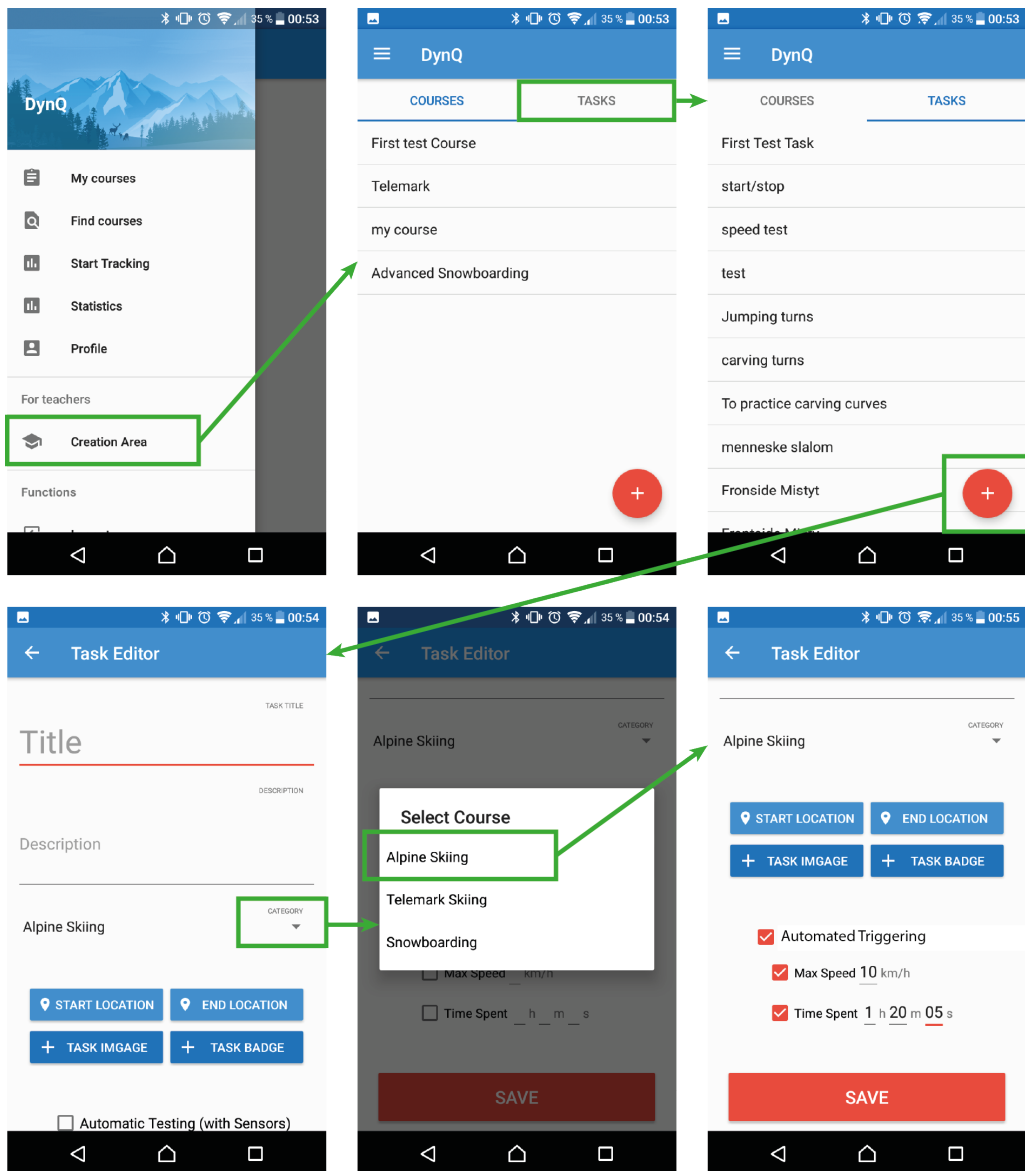 35 % 00:53
DynQ
My courses
Find courses
Start Tracking
Statistics
Profile
For teachers
Creation Area
Functions
35 % 00:53
DynQ
COURSES TASKS
First test Course
Telemark
my course
Advanced Snowboarding
+
35 % 00:53
DynQ
COURSES TASKS
First Test Task
start/stop
speed test
test
Jumping turns
carving turns
To practice carving curves
menneske slalom
Fronside Mistyt
+
35 % 00:54
Task Editor
TASK TITLE
Title
DESCRIPTION
Description
CATEGORY
Alpine Skiing
START LOCATION END LOCATION
+ TASK IMGAGE + TASK BADGE
Automatic Testing (with Sensors)
35 % 00:54
Task Editor
CATEGORY
Alpine Skiing
Select Course
Alpine Skiing
Telemark Skiing
Snowboarding
Max Speed _ km/h
Time Spent _ h _ m _ s
SAVE
35 % 00:55
Task Editor
CATEGORY
Alpine Skiing
START LOCATION END LOCATION
+ TASK IMGAGE + TASK BADGE
Automated Triggering
Max Speed 10 km/h
Time Spent 1 h 20 m 05 s
SAVE